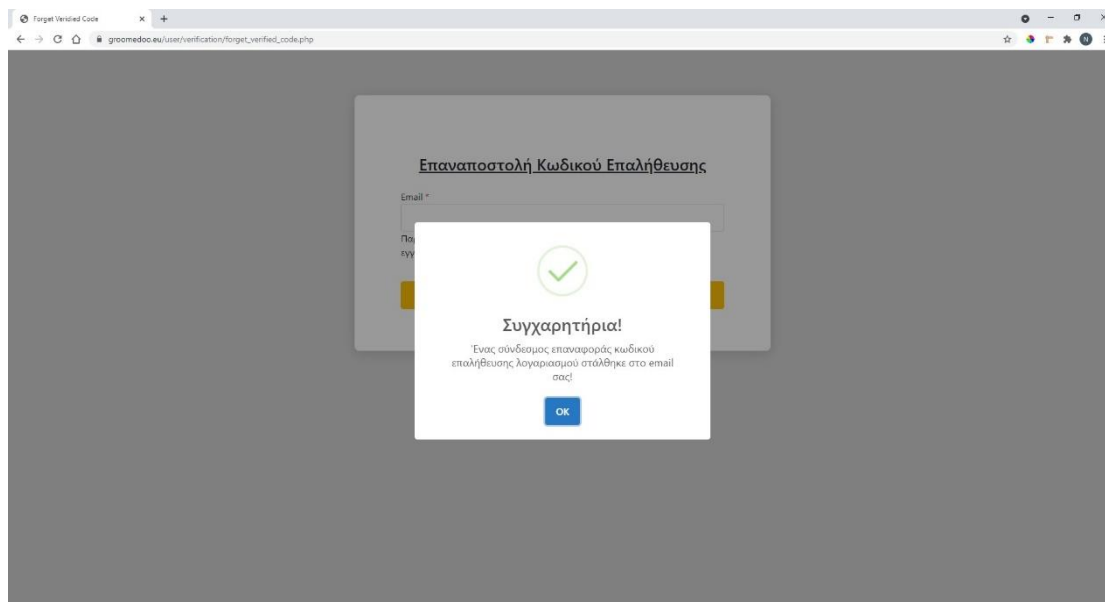 Forget Veridied Code
groomedoc.eu/user/verification/forget_verified_code.php
N
Επαναποστολή Κωδικού Επαλήθευσης
Email *
Συγχαρητήρια!
Ένας σύνδεσμος επαναφοράς κωδικού
επαλήθευσης λογαριασμού στάλθηκε στο email
σας!
OK